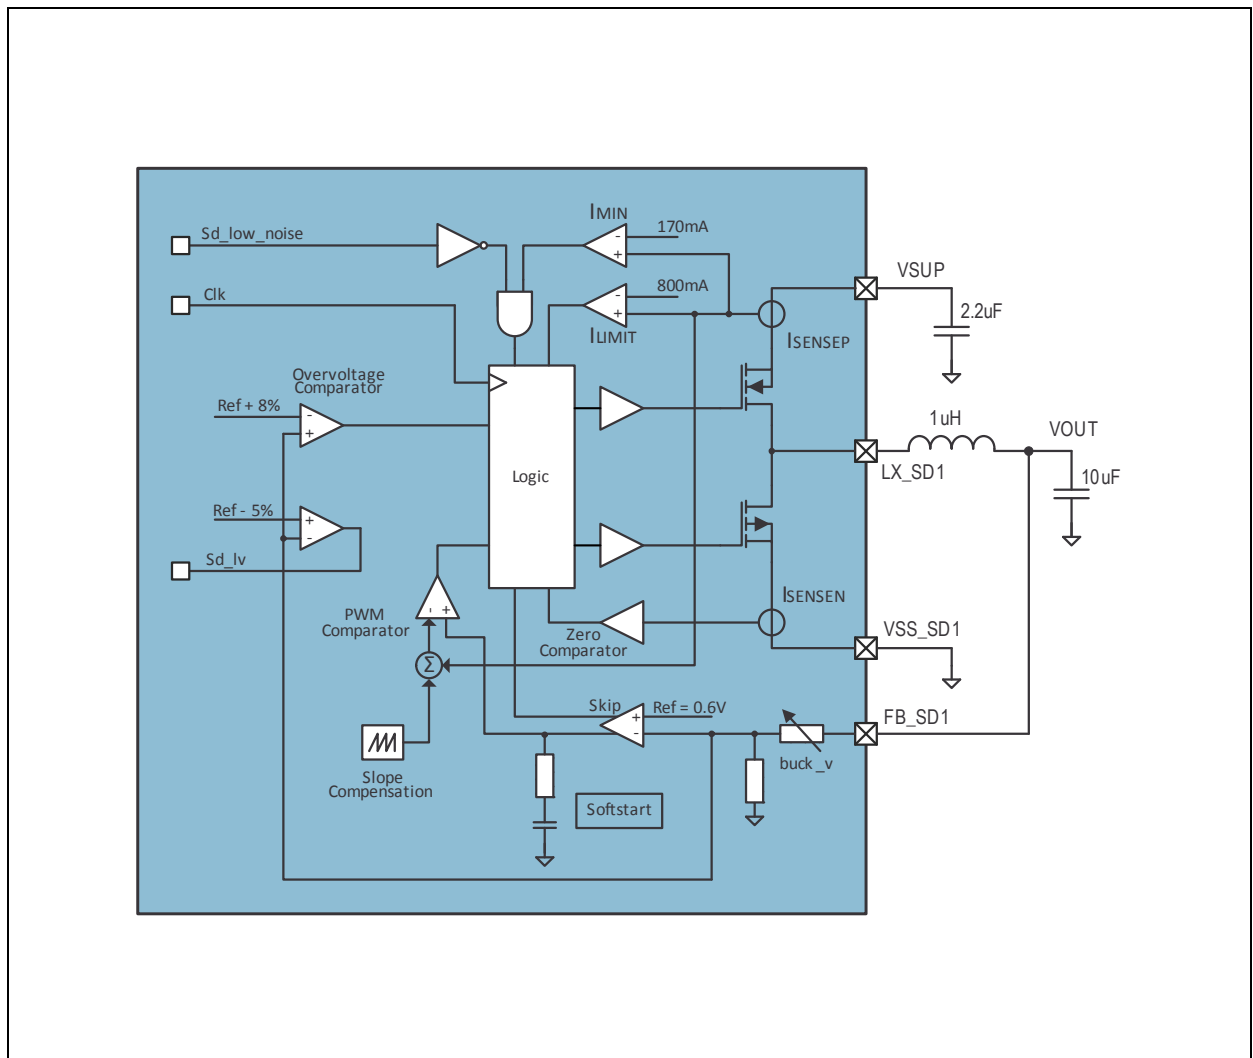 IMIN
170mA
Sd_low_noise
VSUP
Clk
800mA
2.2uF
ILIMIT
ISENSEP
Overvoltage
Comparator
Ref + 8%
1uH
VOUT
Logic
LX_SD1
10uF
Ref - 5%
Sd_lv
ISENSEN
PWM
Comparator
Zero
Comparator
VSS_SD1
Σ
Skip
Ref = 0.6V
FB_SD1
buck_v
Slope
Compensation
Softstart